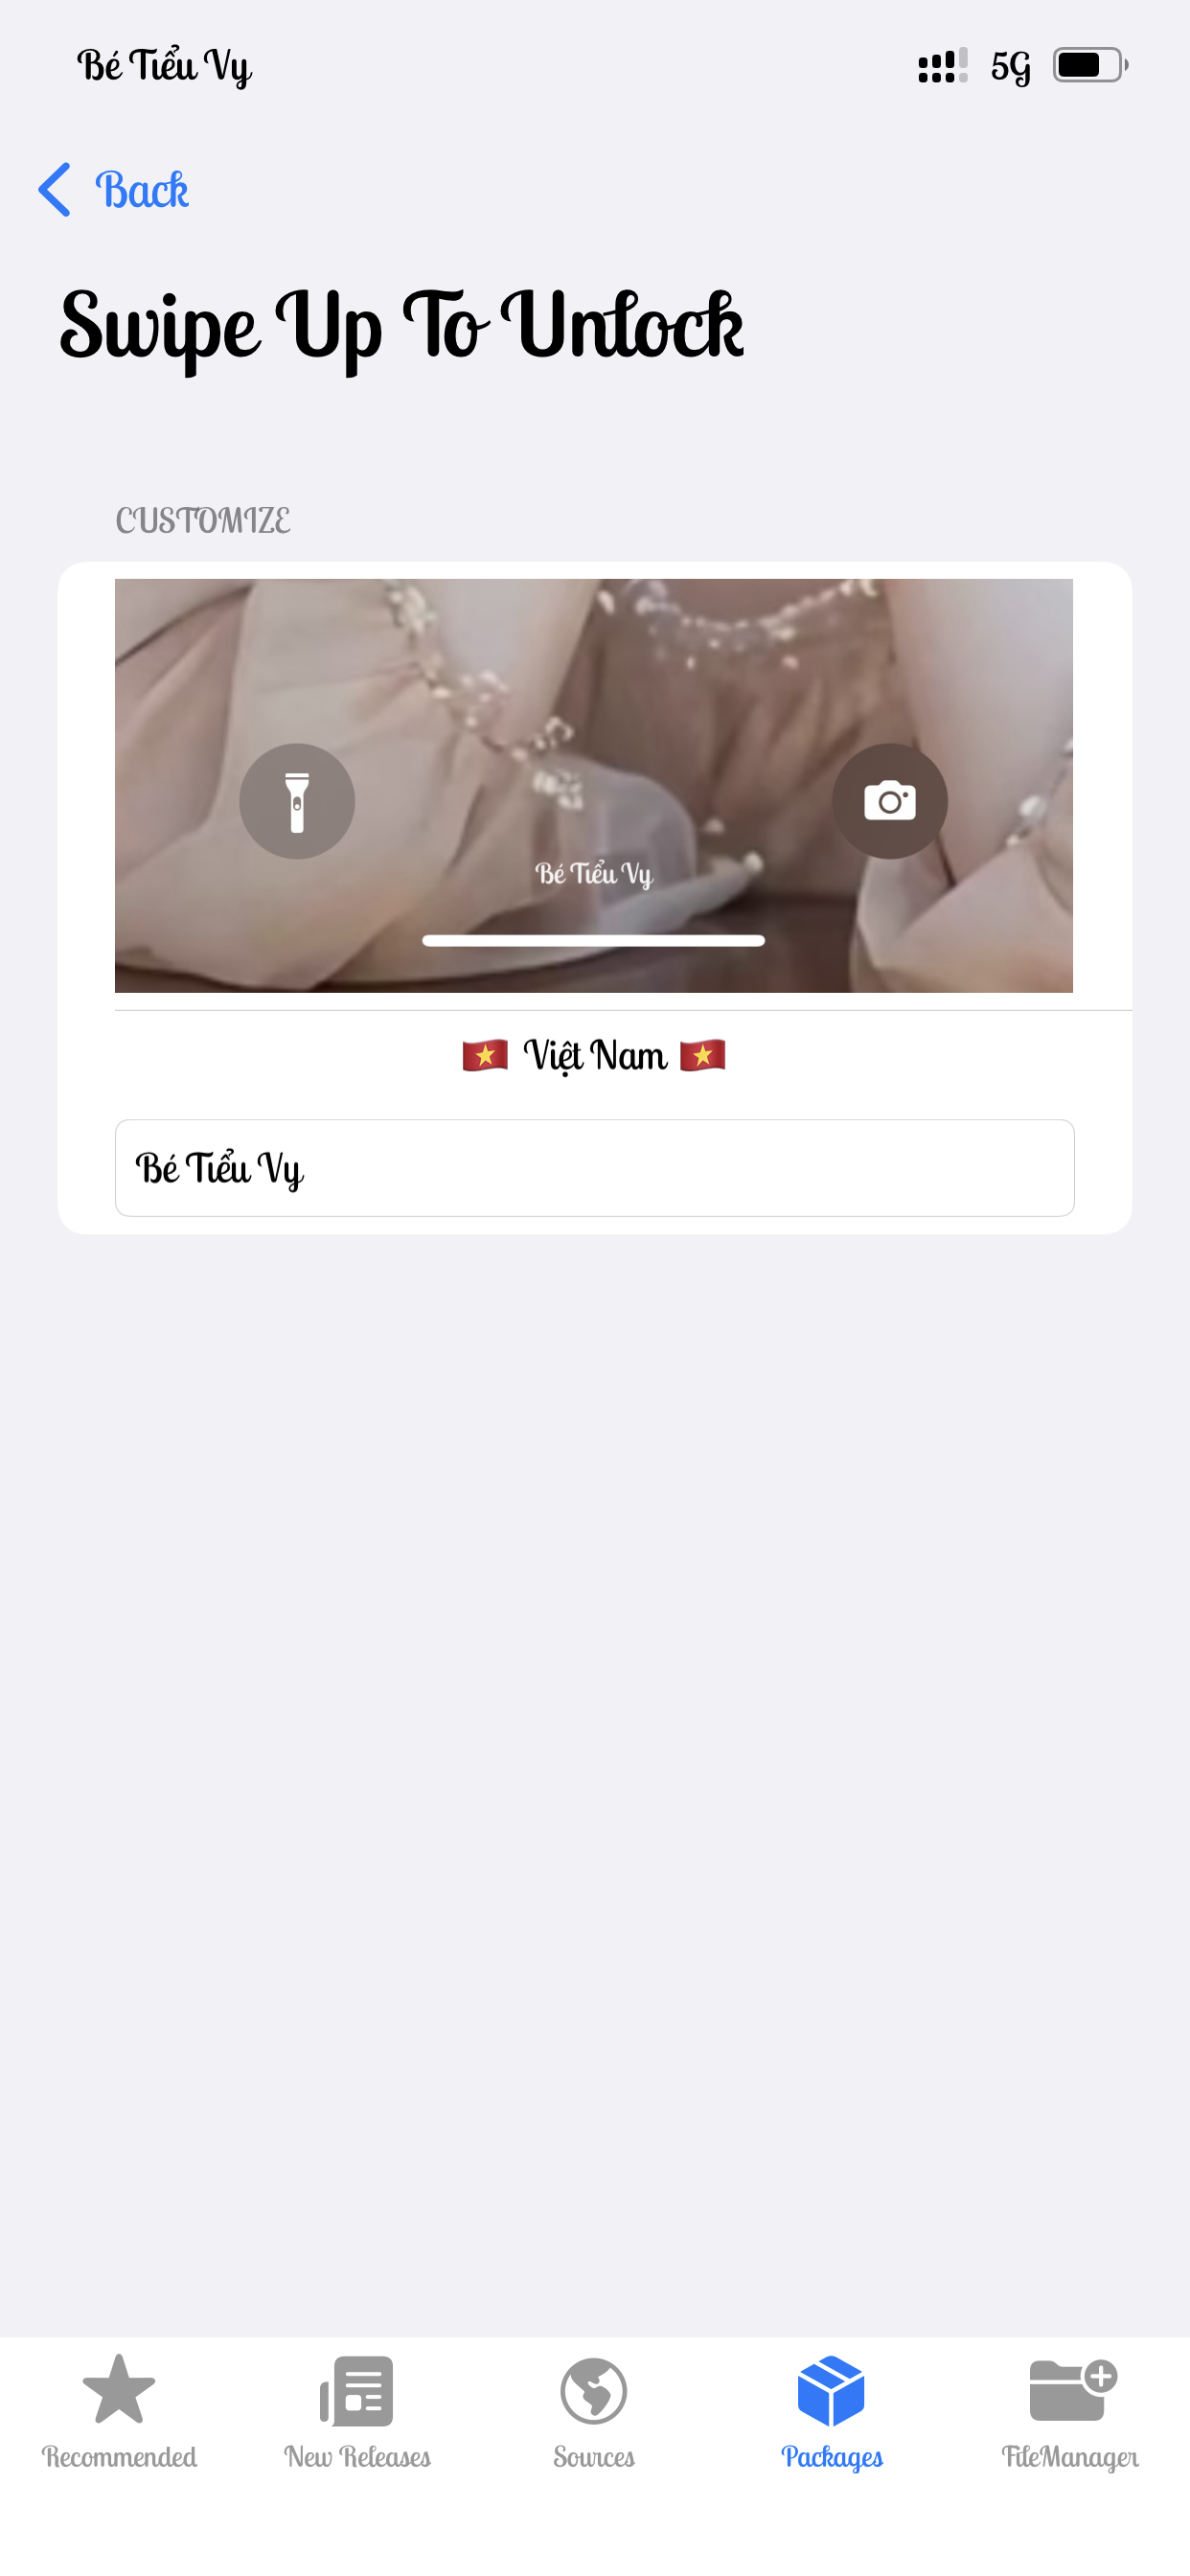 Bé Tiểu Vy 5G
Back
Swipe Up To Unlock
CUSTOMIZE
Bé Tiểu Vy
🇻🇳 Việt Nam 🇻🇳
Bé Tiểu Vy
Recommended New Releases Sources Packages FileManager